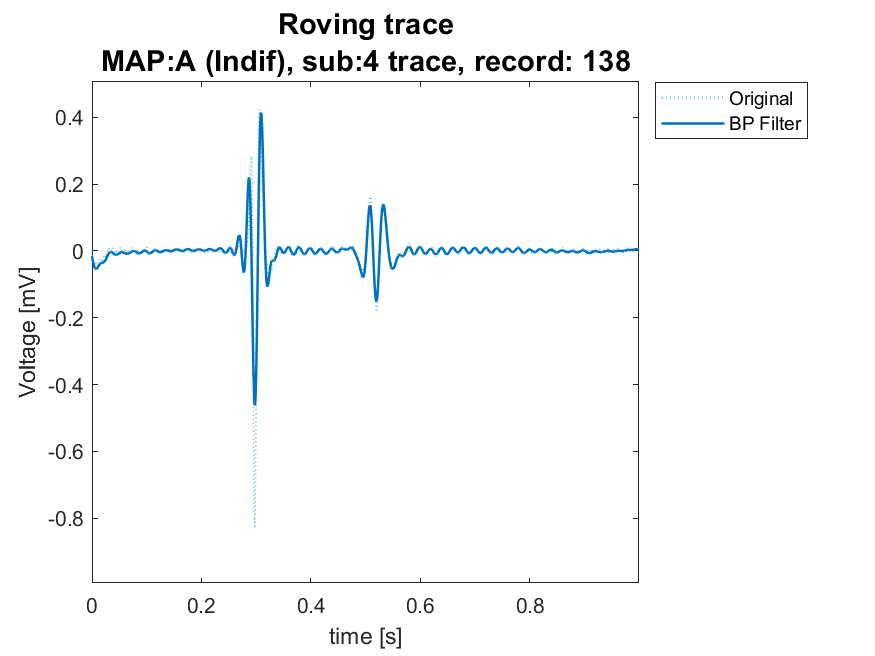 Roving trace
MAP:A (Indif), sub:4 trace, record: 138
Original
BP Filter
0.4
0.2
0
-0.2
-0.4
-0.6
-0.8
Voltage [mV]
0
0.2
0.4
0.6
0.8
time [s]